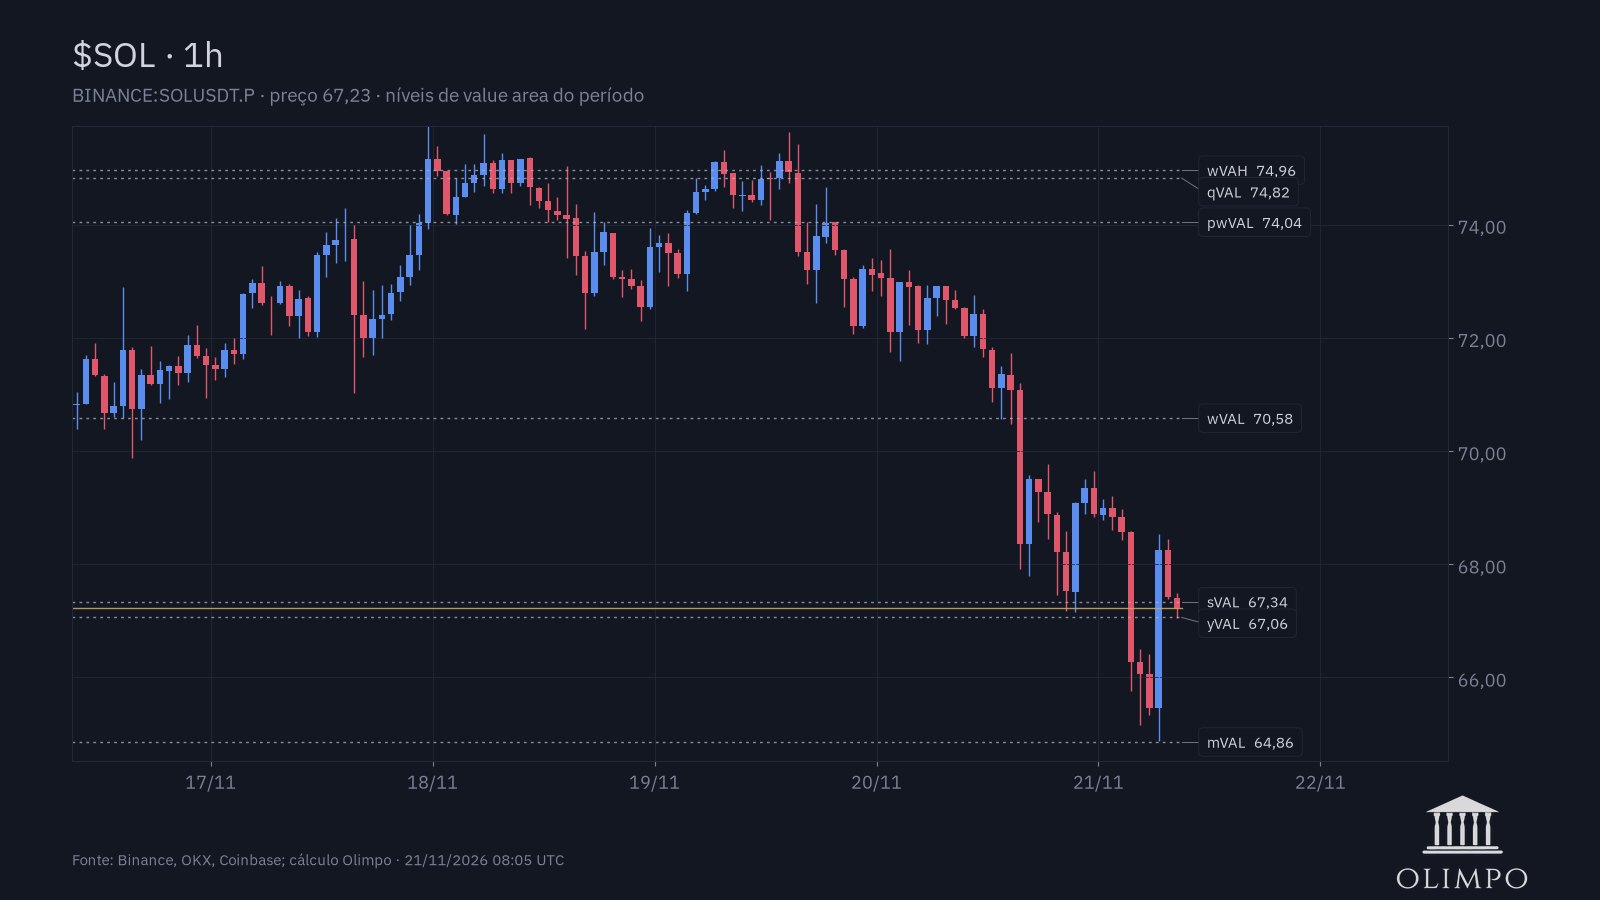 $SOL · 1h
BINANCE:SOLUSDT.P · preço 67,23 · níveis de value area do período
wVAH 74,96
qVAL 74,82
pwVAL 74,04
74,00
72,00
wVAL 70,58
70,00
68,00
sVAL 67,34
yVAL 67,06
66,00
mVAL 64,86
17/11
18/11
19/11
20/11
21/11
22/11
Fonte: Binance, OKX, Coinbase; cálculo Olimpo · 21/11/2026 08:05 UTC
OLIMPO